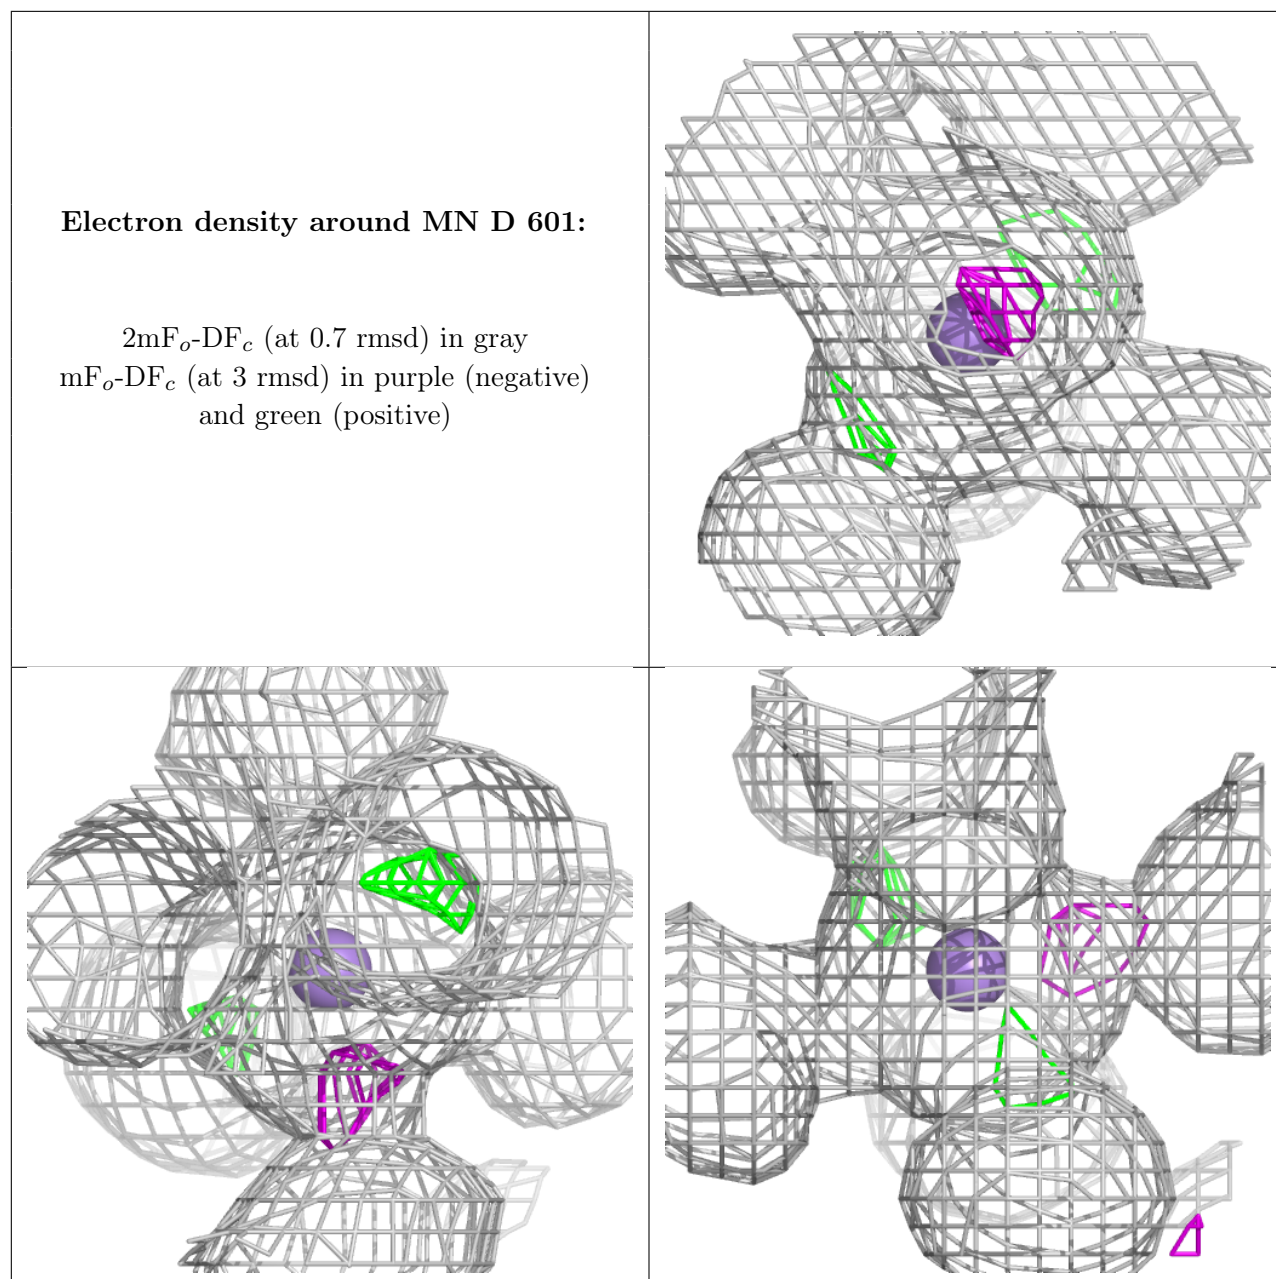 Electron density around MN D 601:
2mFₒ-DF𝒸 (at 0.7 rmsd) in gray
mFₒ-DF𝒸 (at 3 rmsd) in purple (negative)
and green (positive)